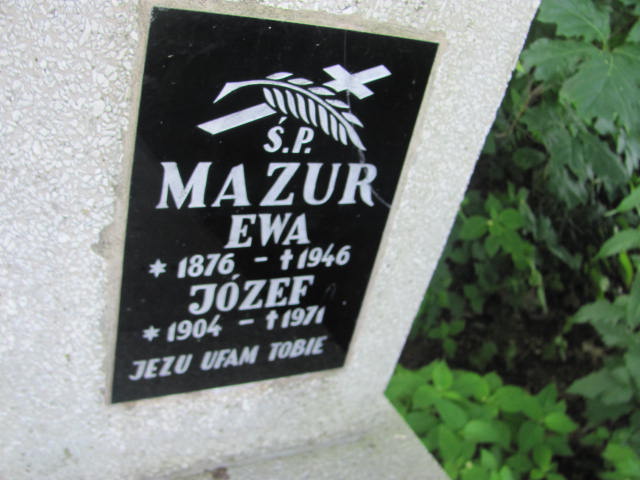 Ś.P.
MAZUR
EWA
* 1876 - † 1946
JÓZEF
* 1904 - † 1971
JEZU UFAM TOBIE